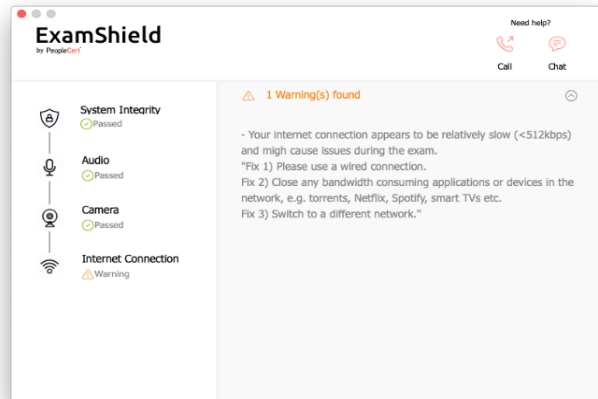 ExamShield
by PeopleCert
Need help?
Call
Chat
System Integrity
Passed
Audio
Passed
Camera
Passed
Internet Connection
Warning
1 Warning(s) found
- Your internet connection appears to be relatively slow (<512kbps)
and migh cause issues during the exam.
"Fix 1) Please use a wired connection.
Fix 2) Close any bandwidth consuming applications or devices in the
network, e.g. torrents, Netflix, Spotify, smart TVs etc.
Fix 3) Switch to a different network."